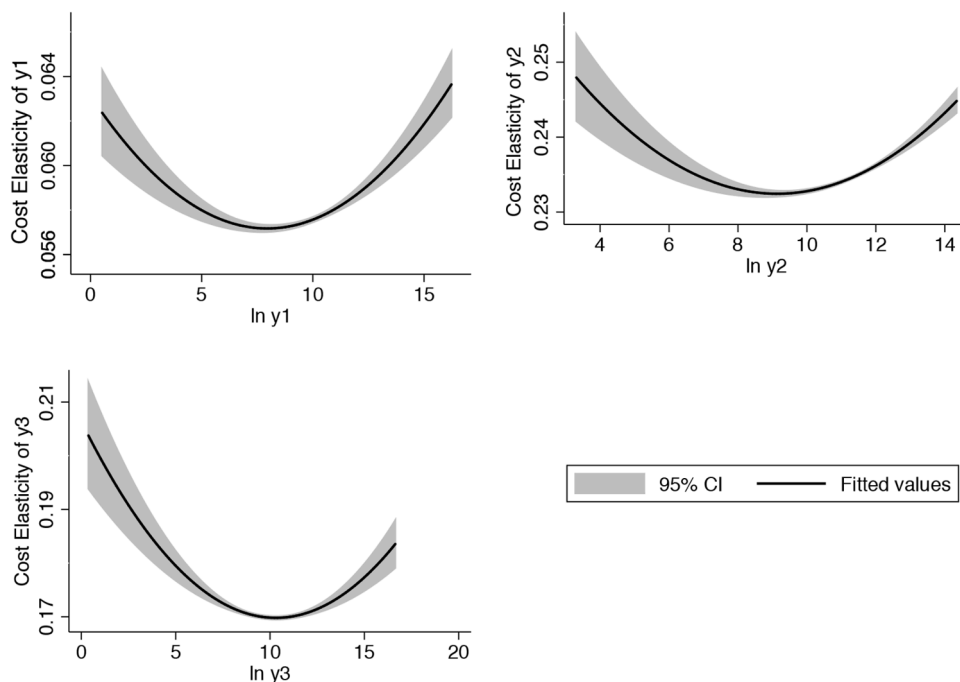 Cost Elasticity of y1
0.064
0.060
0.056
0 5 10 15
ln y1
Cost Elasticity of y2
0.25
0.24
0.23
4 6 8 10 12 14
ln y2
Cost Elasticity of y3
0.21
0.19
0.17
0 5 10 15 20
ln y3
95% CI Fitted values